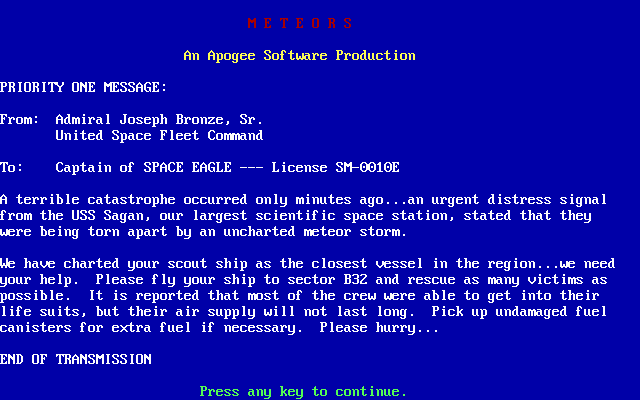 M E T E O R S
An Apogee Software Production
PRIORITY ONE MESSAGE:
From:  Admiral Joseph Bronze, Sr.
United Space Fleet Command
To:    Captain of SPACE EAGLE --- License SM-0010E
A terrible catastrophe occurred only minutes ago...an urgent distress signal
from the USS Sagan, our largest scientific space station, stated that they
were being torn apart by an uncharted meteor storm.
We have charted your scout ship as the closest vessel in the region...we need
your help.  Please fly your ship to sector B32 and rescue as many victims as
possible.  It is reported that most of the crew were able to get into their
life suits, but their air supply will not last long.  Pick up undamaged fuel
canisters for extra fuel if necessary.  Please hurry...
END OF TRANSMISSION
Press any key to continue.